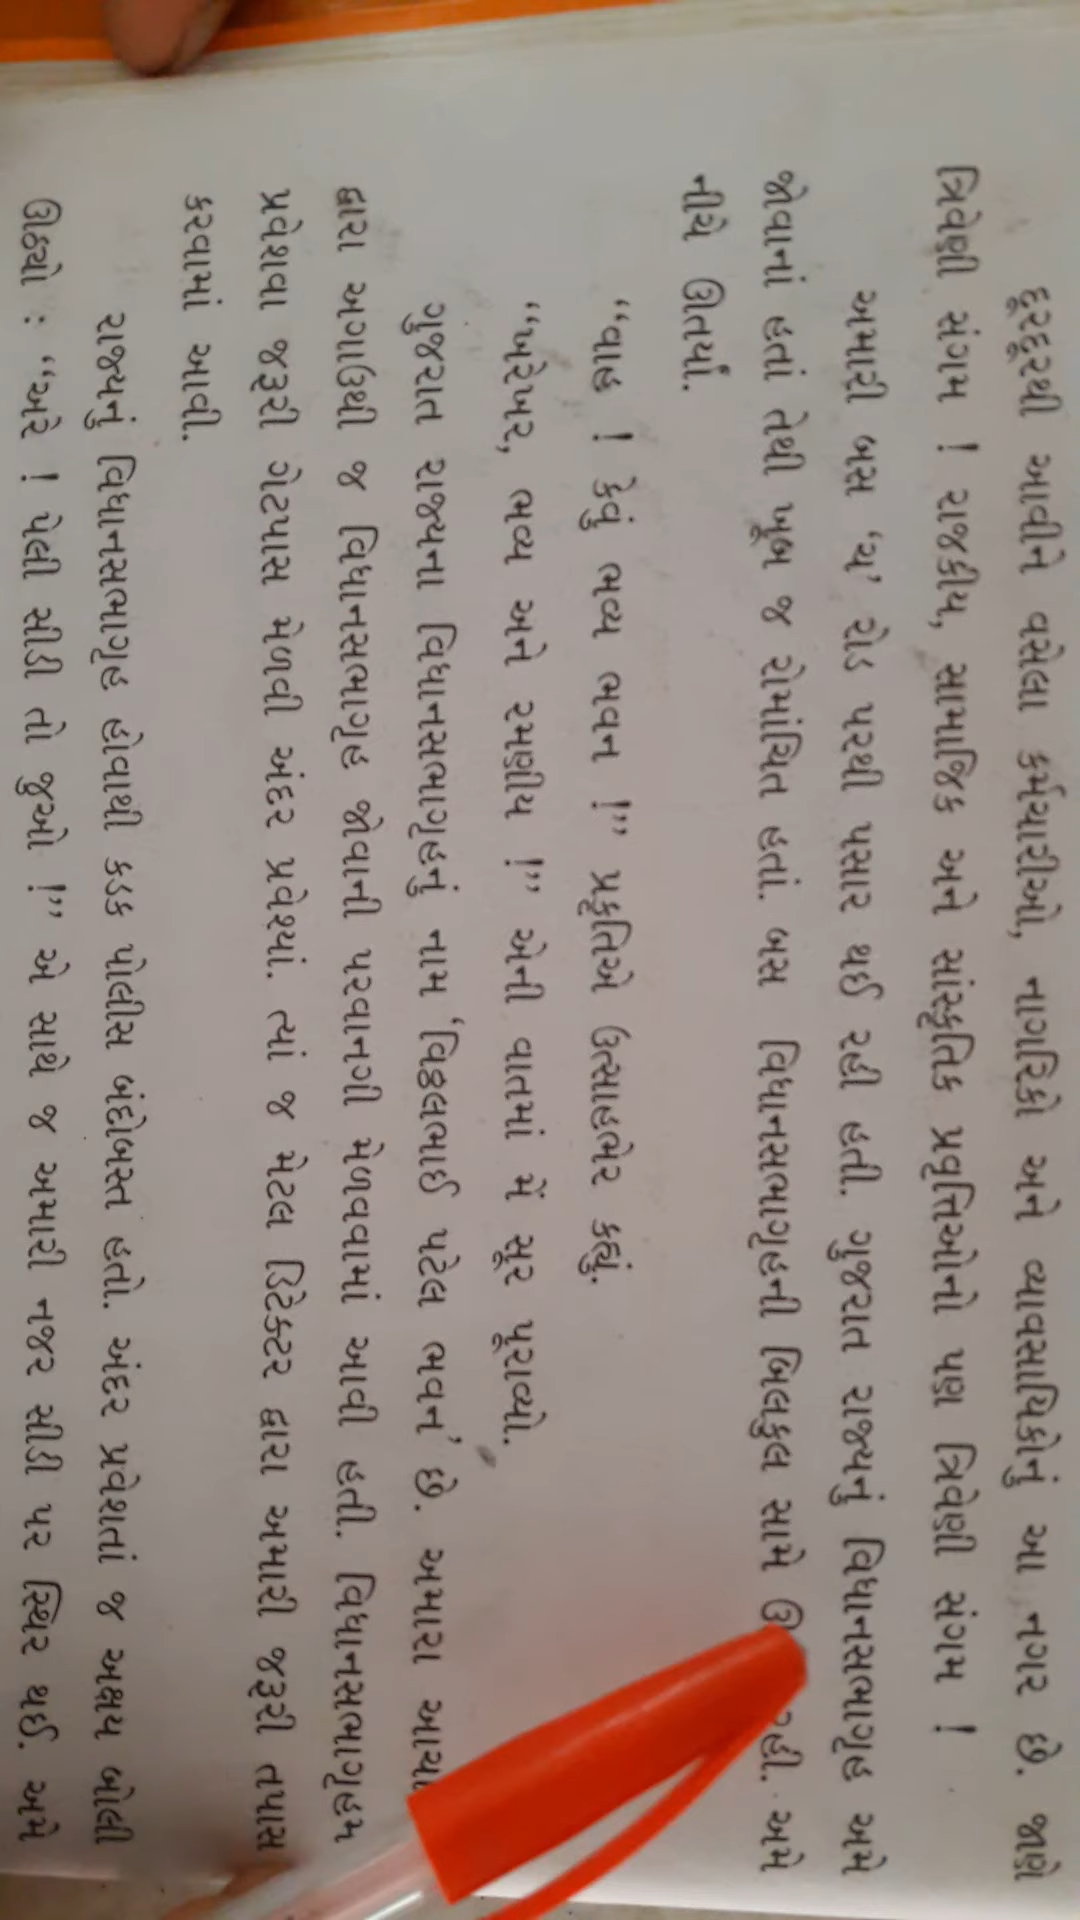 દૂરદૂરથી આવીને વસેલા કર્મચારીઓ, નાગરિકો અને વ્યાવસાયિકોનું આ નગર છે. જાણે
ત્રિવેણી સંગમ ! રાજકીય, સામાજિક અને સાંસ્કૃતિક પ્રવૃત્તિઓનો પણ ત્રિવેણી સંગમ !
અમારી બસ ‘ચ’ રોડ પરથી પસાર થઈ રહી હતી. ગુજરાત રાજ્યનું વિધાનસભાગૃહ અમે
જોવાનાં હતાં તેથી ખૂબ જ રોમાંચિત હતાં. બસ વિધાનસભાગૃહની બિલકુલ સામે રહી. અમે
નીચે ઊતર્યાં.
“વાહ ! કેવું ભવ્ય ભવન !” પ્રકૃતિએ ઉત્સાહભેર કહ્યું.
“ખરેખર, ભવ્ય અને રમણીય !” એની વાતમાં મેં સૂર પૂરાવ્યો.
ગુજરાત રાજ્યના વિધાનસભાગૃહનું નામ ‘વિઠ્ઠલભાઈ પટેલ ભવન’ છે. અમારા
દ્વારા અગાઉથી જ વિધાનસભાગૃહ જોવાની પરવાનગી મેળવવામાં આવી હતી. વિધાનસભાગૃહમ
પ્રવેશવા જરૂરી ગેટપાસ મેળવી અંદર પ્રવેશ્યાં. ત્યાં જ મેટલ ડિટેક્ટર દ્વારા અમારી જરૂરી તપાસ
કરવામાં આવી.
રાજ્યનું વિધાનસભાગૃહ હોવાથી કડક પોલીસ બંદોબસ્ત હતો. અંદર પ્રવેશતાં જ અક્ષય બોલી
ઊઠ્યો : “અરે ! પેલી સીડી તો જુઓ !” એ સાથે જ અમારી નજર સીડી પર સ્થિર થઈ. અમે